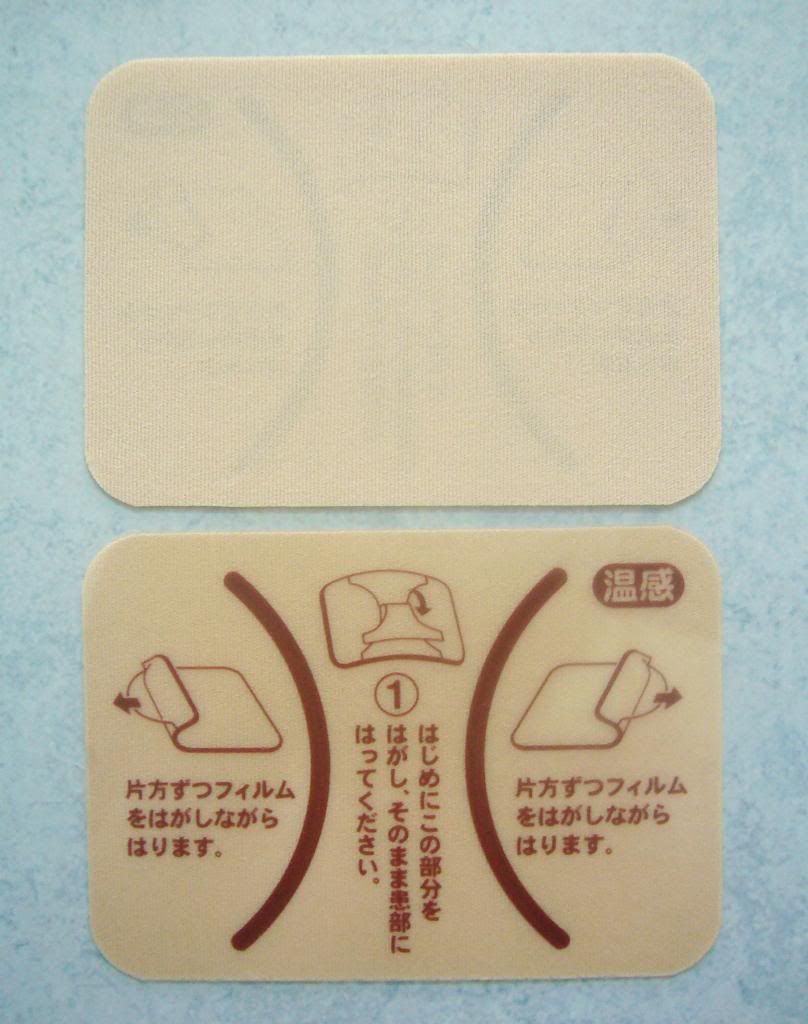 温感
①
はじめにこの部分を
はがし、そのまま患部に
はってください。
片方ずつフィルム
をはがしながら
はります。
片方ずつフィルム
をはがしながら
はります。